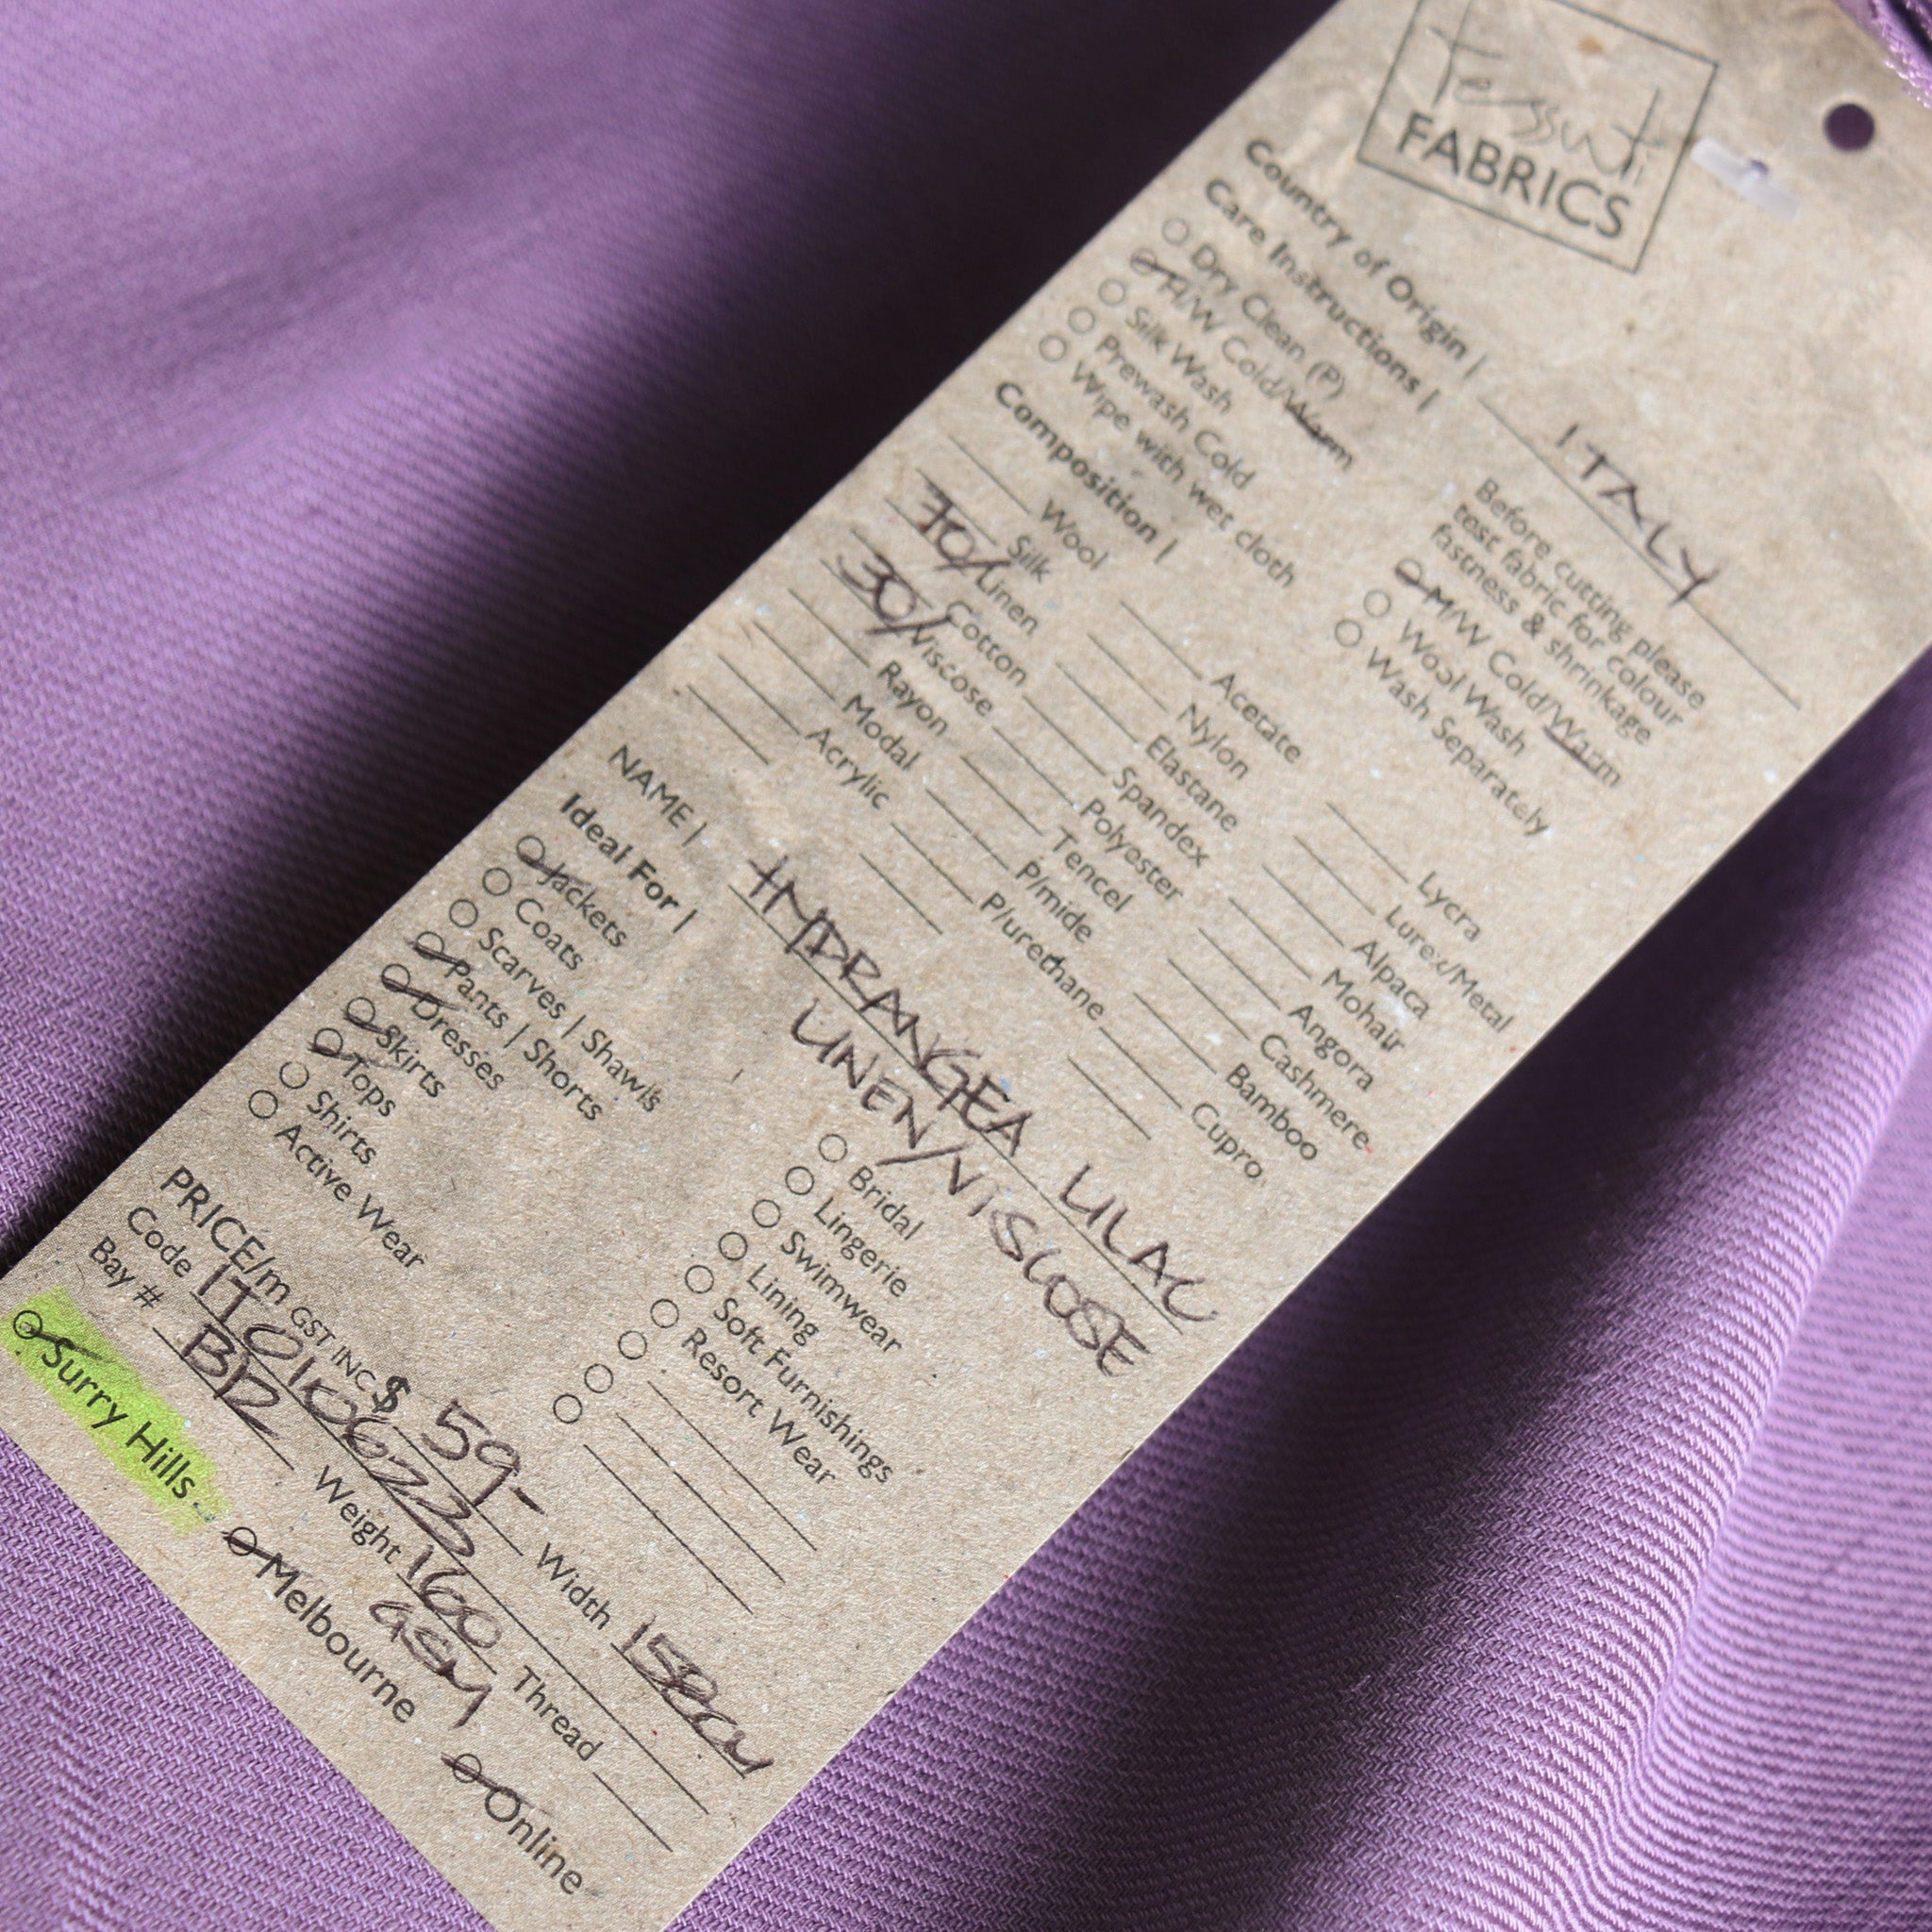 Tessuti
FABRICS
Country of Origin | ITALY
Care Instructions |
Dry Clean (P)
H/W Cold/Warm
Silk Wash
Prewash Cold
Wipe with wet cloth
Before cutting please
test fabric for colour
fastness & shrinkage
M/W Cold/Warm
Wool Wash
Wash Separately
Composition |
Wool
Silk
70/ Linen
Cotton
30/ Viscose
Rayon
Modal
Acrylic
Acetate
Nylon
Elastane
Spandex
Polyester
Tencel
P/mide
P/urethane
Lycra
Lurex/Metal
Alpaca
Mohair
Angora
Cashmere
Bamboo
Cupro
NAME | HYDRANGEA LILAC
LINEN/VISCOSE
Ideal For |
Jackets
Coats
Scarves | Shawls
Pants | Shorts
Dresses
Skirts
Tops
Shirts
Active Wear
Bridal
Lingerie
Swimwear
Lining
Soft Furnishings
Resort Wear
PRICE/m GST INC $ 59- Width 150cm
Code Thread
Bay # B12 Weight 160
GSM
Surry Hills Melbourne Online